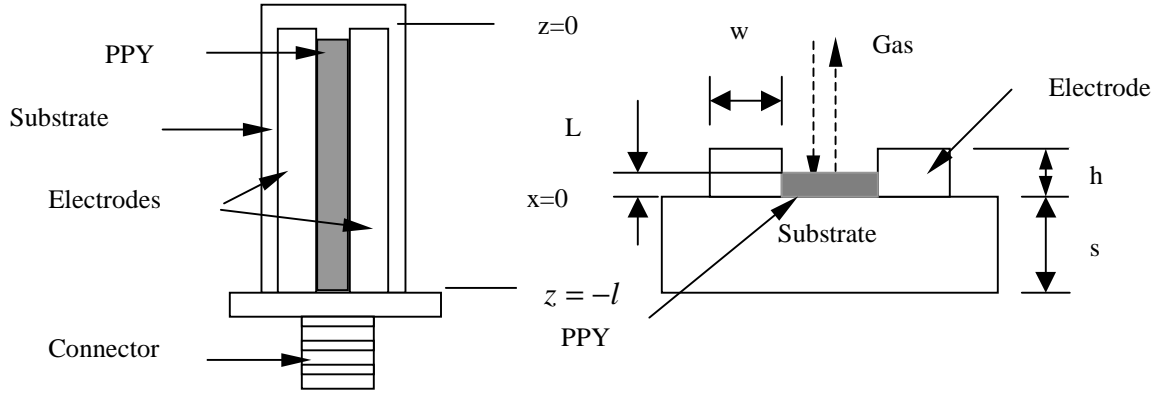 PPY
Substrate
Electrodes
Connector
z=0
z = −l
w
Gas
Electrode
L
x=0
h
Substrate
s
PPY